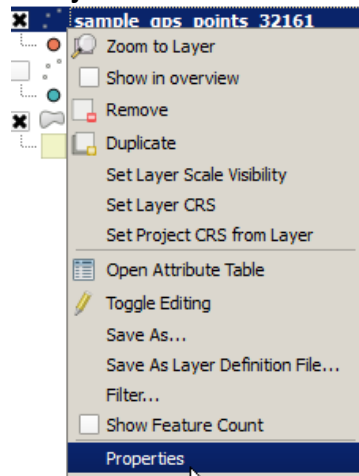 sample_gps_points_32161
Zoom to Layer
Show in overview
Remove
Duplicate
Set Layer Scale Visibility
Set Layer CRS
Set Project CRS from Layer
Open Attribute Table
Toggle Editing
Save As...
Save As Layer Definition File...
Filter...
Show Feature Count
Properties